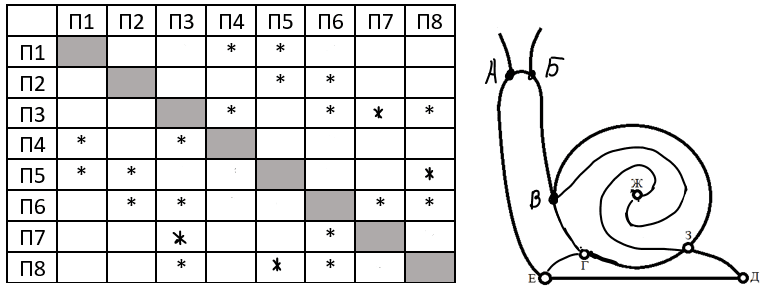 П1 П2 П3 П4 П5 П6 П7 П8
П1 * *
П2 * *
П3 * * * *
П4 * *
П5 * * *
П6 * * * *
П7 * *
П8 * * *
А Б
Ж
В
З
Г
Е Д